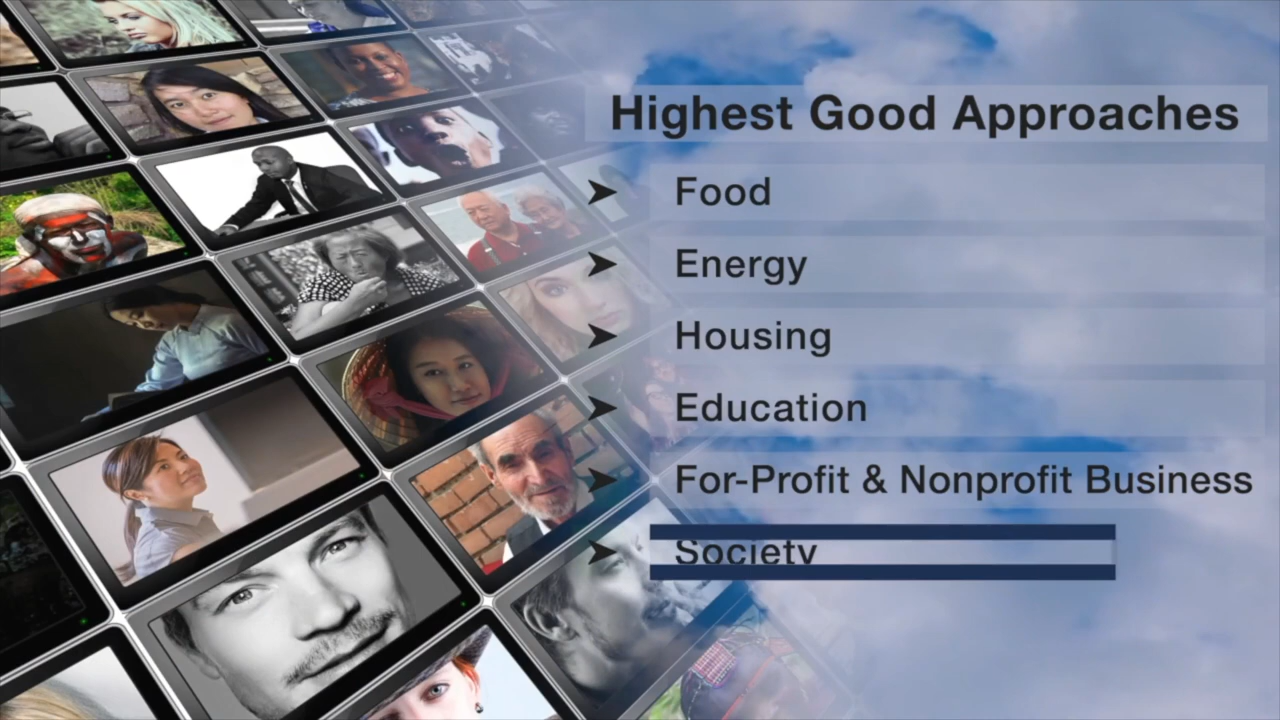 Highest Good Approaches
Food
Energy
Housing
Education
For-Profit & Nonprofit Business
Society